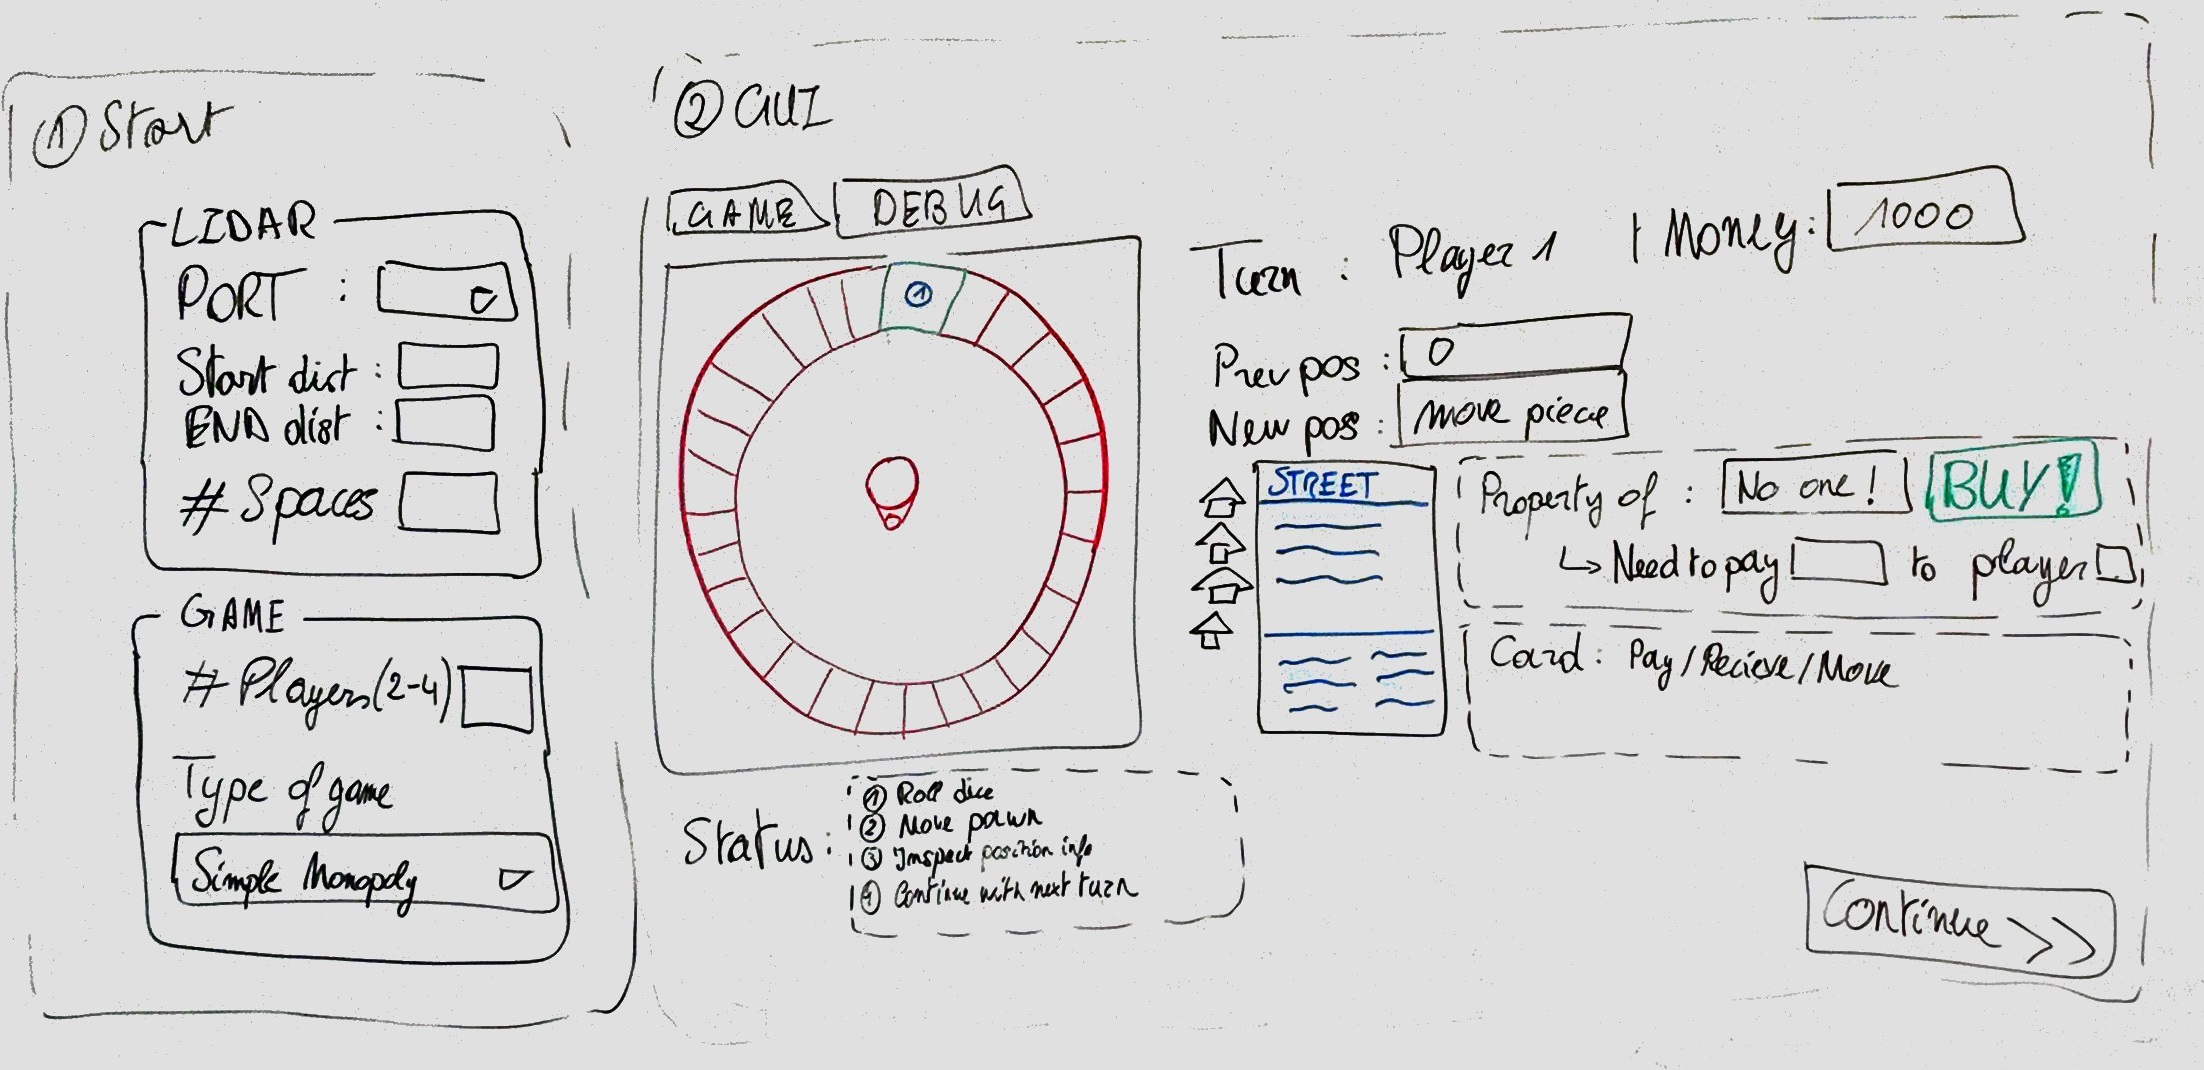 ① Start
LIDAR
PORT :
Start dist :
END dist :
# Spaces
GAME
# Players (2-4)
Type of game
Simple Monopoly
② GUI
GAME DEBUG
①
Status:
① Roll dice
② Move pawn
③ Inspect position info
④ Continue with next turn
Turn : Player 1 | Money: 1000
Prev pos : 0
New pos : move piece
STREET
Property of : No one! BUY!
↳ Need to pay to player
Card: Pay/Recieve/Move
Continue >>